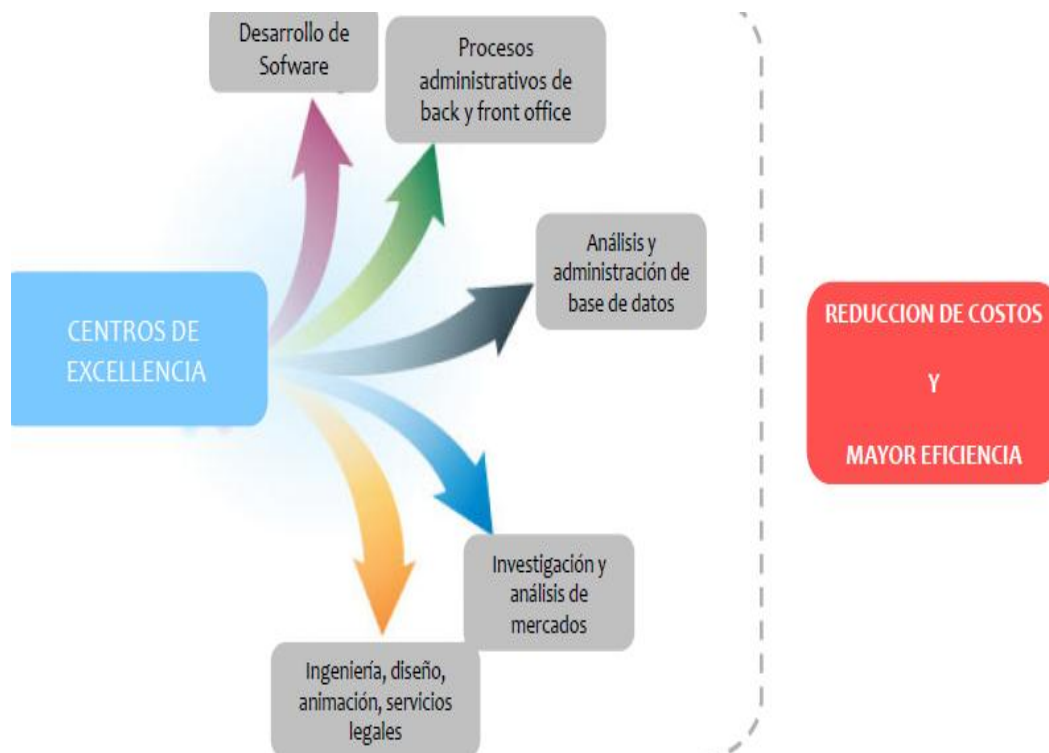 Desarrollo de
Sofware
Procesos
administrativos de
back y front office
Análisis y
administración de
base de datos
CENTROS DE
EXCELLENCIA
REDUCCION DE COSTOS
Y
MAYOR EFICIENCIA
Investigación y
análisis de
mercados
Ingeniería, diseño,
animación, servicios
legales